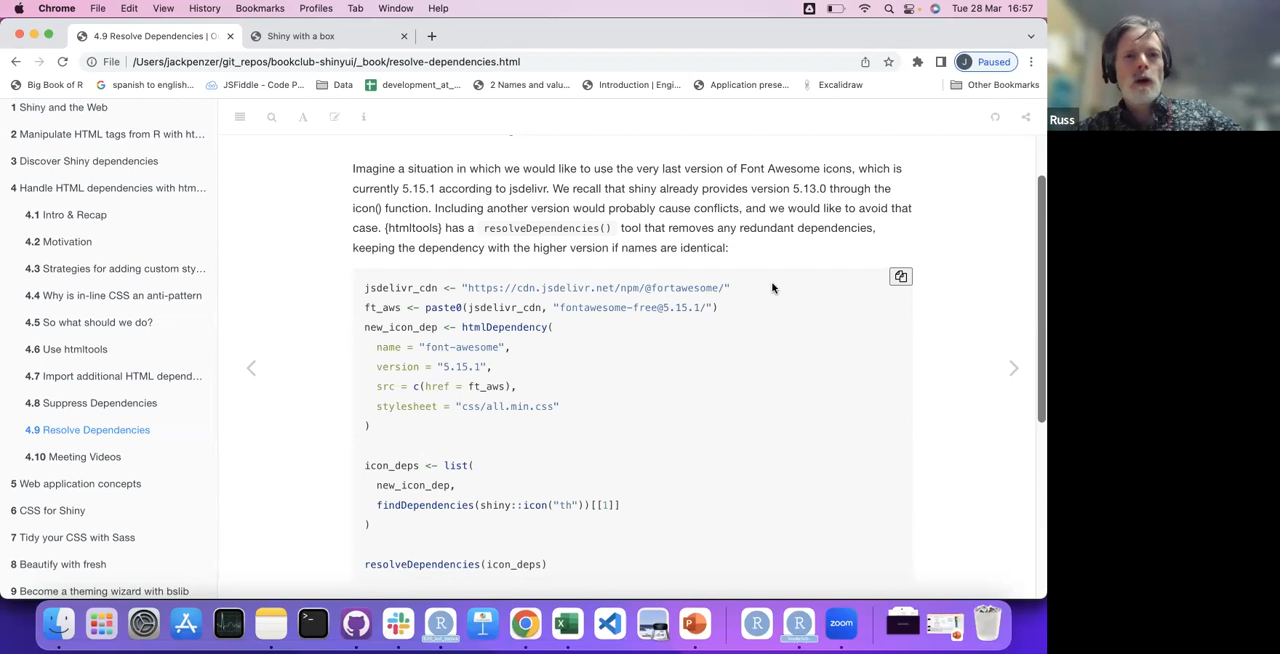 Chrome File Edit View History Bookmarks Profiles Tab Window Help Tue 28 Mar 16:57
4.9 Resolve Dependencies | O
Shiny with a box
File /Users/jackpenzer/git_repos/bookclub-shinyui/_book/resolve-dependencies.html
J Paused
Big Book of R spanish to english... JSFiddle - Code P... Data development_at_... 2 Names and valu... Introduction | Engi... Application prese... Excalidraw Other Bookmarks
Russ
1 Shiny and the Web
2 Manipulate HTML tags from R with ht...
3 Discover Shiny dependencies
4 Handle HTML dependencies with htm...
4.1 Intro & Recap
4.2 Motivation
4.3 Strategies for adding custom sty...
4.4 Why is in-line CSS an anti-pattern
4.5 So what should we do?
4.6 Use htmltools
4.7 Import additional HTML depend...
4.8 Suppress Dependencies
4.9 Resolve Dependencies
4.10 Meeting Videos
5 Web application concepts
6 CSS for Shiny
7 Tidy your CSS with Sass
8 Beautify with fresh
9 Become a theming wizard with bslib
Imagine a situation in which we would like to use the very last version of Font Awesome icons, which is
currently 5.15.1 according to jsdelivr. We recall that shiny already provides version 5.13.0 through the
icon() function. Including another version would probably cause conflicts, and we would like to avoid that
case. {htmltools} has a resolveDependencies() tool that removes any redundant dependencies,
keeping the dependency with the higher version if names are identical:
jsdelivr_cdn <- "https://cdn.jsdelivr.net/npm/@fortawesome/"
ft_aws <- paste0(jsdelivr_cdn, "fontawesome-free@5.15.1/")
new_icon_dep <- htmlDependency(
name = "font-awesome",
version = "5.15.1",
src = c(href = ft_aws),
stylesheet = "css/all.min.css"
)
icon_deps <- list(
new_icon_dep,
findDependencies(shiny::icon("th"))[[1]]
)
resolveDependencies(icon_deps)
zoom